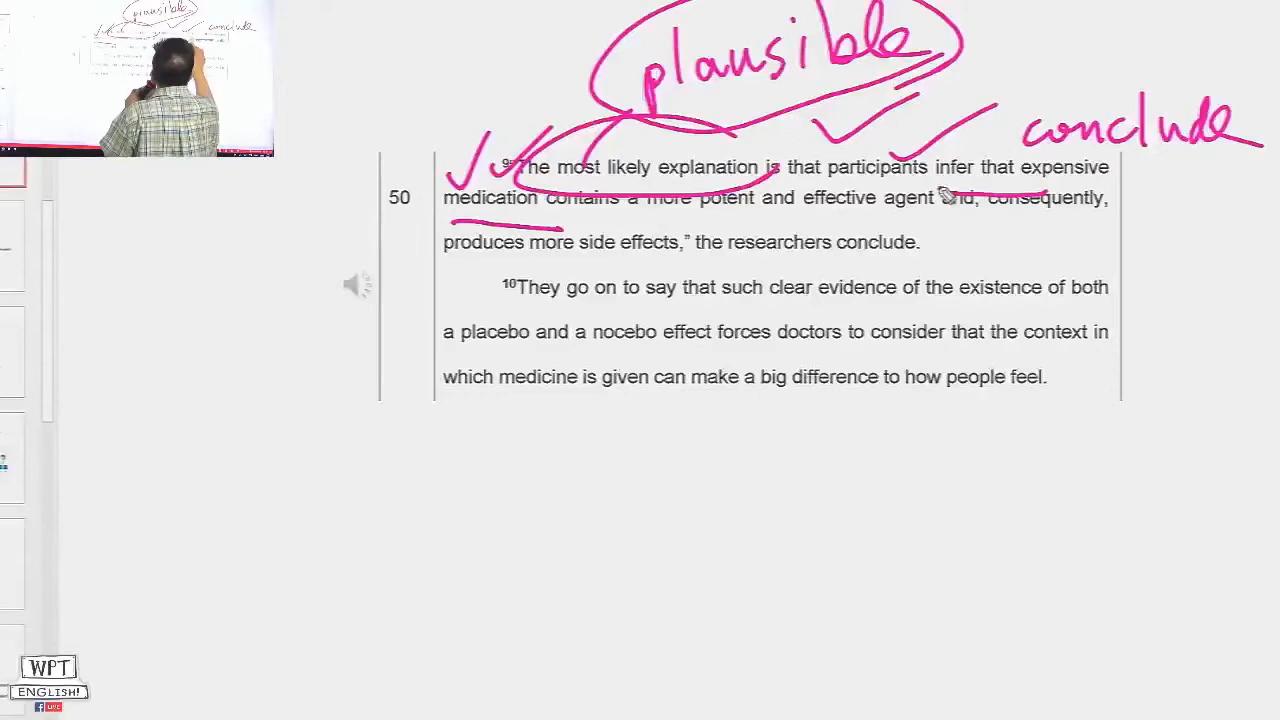 plausible
conclude
plausible
conclude
9"The most likely explanation is that participants infer that expensive
50
medication contains a more potent and effective agent and, consequently,
produces more side effects," the researchers conclude.
10They go on to say that such clear evidence of the existence of both
a placebo and a nocebo effect forces doctors to consider that the context in
which medicine is given can make a big difference to how people feel.
WPT
ENGLISH!
LIVE